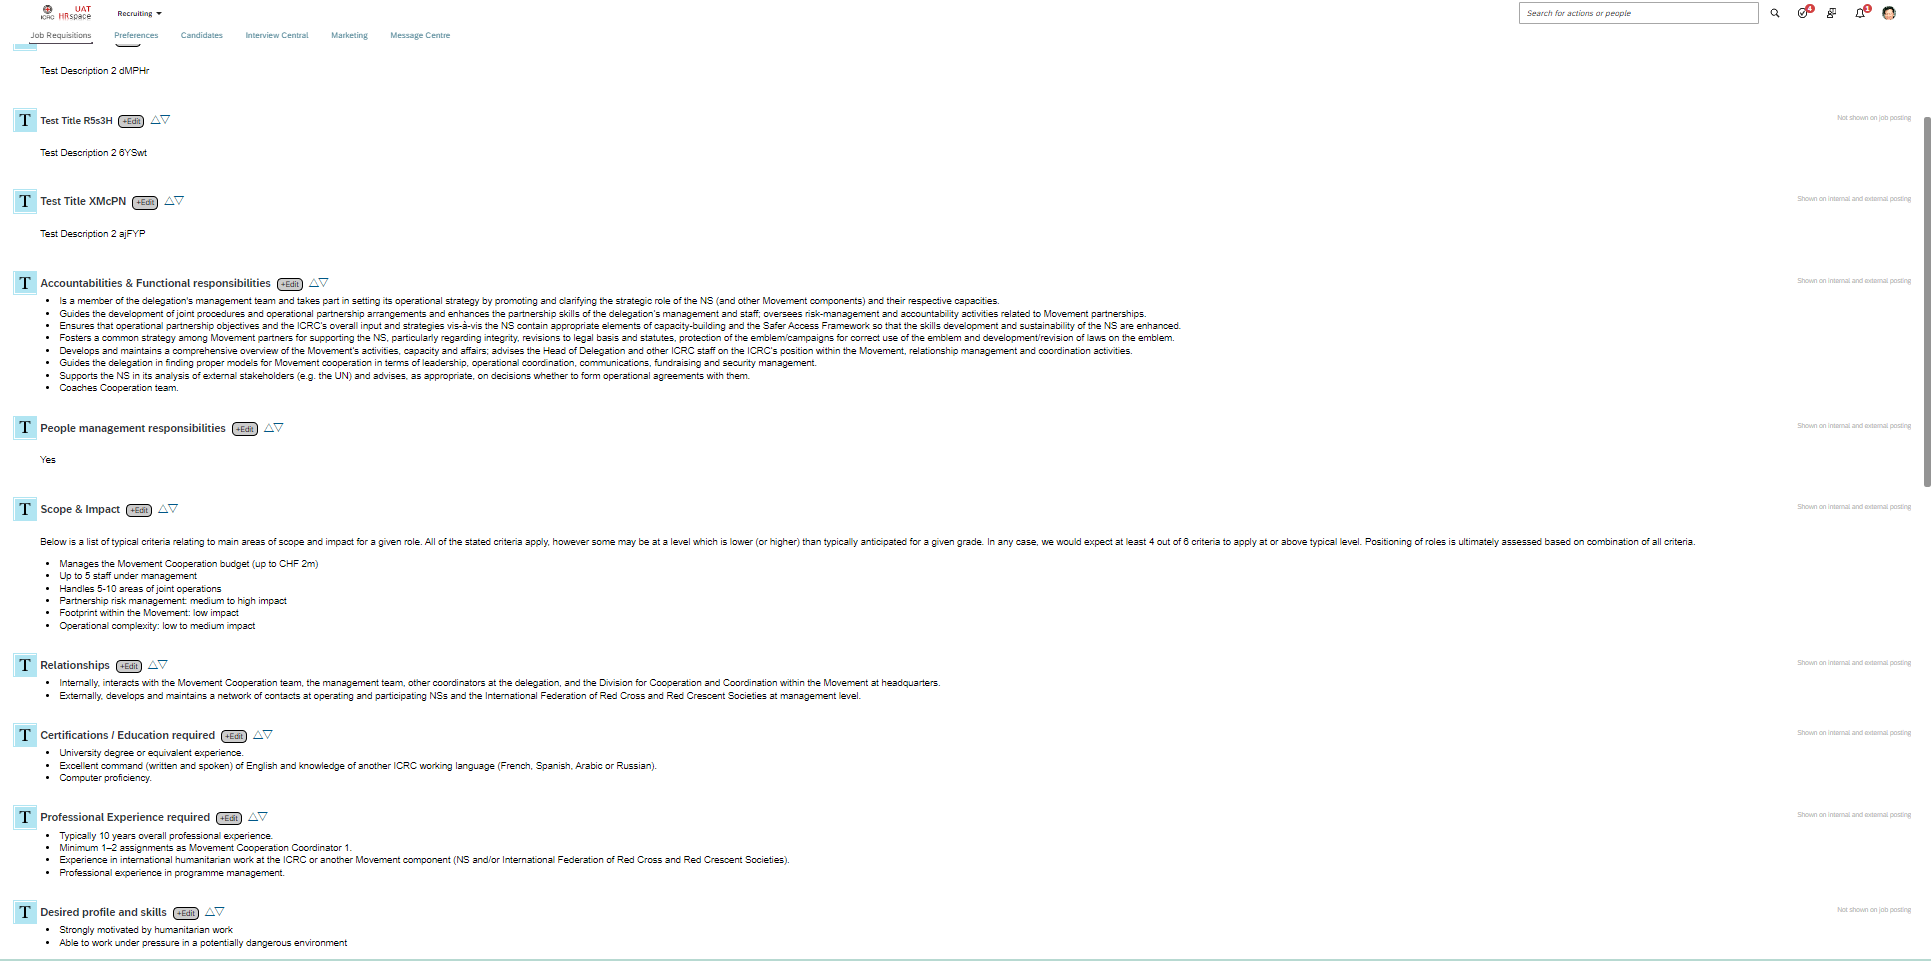 ICRC
UAT
HRspace
Recruiting
Search for actions or people
4
1
Job Requisitions
Preferences
Candidates
Interview Central
Marketing
Message Centre
Test Description 2 dMPHr
T
Test Title R5s3H
+Edit
Not shown on job posting
Test Description 2 6YSwt
T
Test Title XMcPN
+Edit
Shown on internal and external posting
Test Description 2 ajFYP
T
Accountabilities & Functional responsibilities
+Edit
Shown on internal and external posting
• Is a member of the delegation's management team and takes part in setting its operational strategy by promoting and clarifying the strategic role of the NS (and other Movement components) and their respective capacities.
• Guides the development of joint procedures and operational partnership arrangements and enhances the partnership skills of the delegation's management and staff; oversees risk-management and accountability activities related to Movement partnerships.
• Ensures that operational partnership objectives and the ICRC's overall input and strategies vis-à-vis the NS contain appropriate elements of capacity-building and the Safer Access Framework so that the skills development and sustainability of the NS are enhanced.
• Fosters a common strategy among Movement partners for supporting the NS, particularly regarding integrity, revisions to legal basis and statutes, protection of the emblem/campaigns for correct use of the emblem and development/revision of laws on the emblem.
• Develops and maintains a comprehensive overview of the Movement's activities, capacity and affairs; advises the Head of Delegation and other ICRC staff on the ICRC's position within the Movement, relationship management and coordination activities.
• Guides the delegation in finding proper models for Movement cooperation in terms of leadership, operational coordination, communications, fundraising and security management.
• Supports the NS in its analysis of external stakeholders (e.g. the UN) and advises, as appropriate, on decisions whether to form operational agreements with them.
• Coaches Cooperation team.
T
People management responsibilities
+Edit
Shown on internal and external posting
Yes
T
Scope & Impact
+Edit
Shown on internal and external posting
Below is a list of typical criteria relating to main areas of scope and impact for a given role. All of the stated criteria apply, however some may be at a level which is lower (or higher) than typically anticipated for a given grade. In any case, we would expect at least 4 out of 6 criteria to apply at or above typical level. Positioning of roles is ultimately assessed based on combination of all criteria.
• Manages the Movement Cooperation budget (up to CHF 2m)
• Up to 5 staff under management
• Handles 5-10 areas of joint operations
• Partnership risk management: medium to high impact
• Footprint within the Movement: low impact
• Operational complexity: low to medium impact
T
Relationships
+Edit
Shown on internal and external posting
• Internally, interacts with the Movement Cooperation team, the management team, other coordinators at the delegation, and the Division for Cooperation and Coordination within the Movement at headquarters.
• Externally, develops and maintains a network of contacts at operating and participating NSs and the International Federation of Red Cross and Red Crescent Societies at management level.
T
Certifications / Education required
+Edit
Shown on internal and external posting
• University degree or equivalent experience.
• Excellent command (written and spoken) of English and knowledge of another ICRC working language (French, Spanish, Arabic or Russian).
• Computer proficiency.
T
Professional Experience required
+Edit
Shown on internal and external posting
• Typically 10 years overall professional experience.
• Minimum 1–2 assignments as Movement Cooperation Coordinator 1.
• Experience in international humanitarian work at the ICRC or another Movement component (NS and/or International Federation of Red Cross and Red Crescent Societies).
• Professional experience in programme management.
T
Desired profile and skills
+Edit
Not shown on job posting
• Strongly motivated by humanitarian work
• Able to work under pressure in a potentially dangerous environment